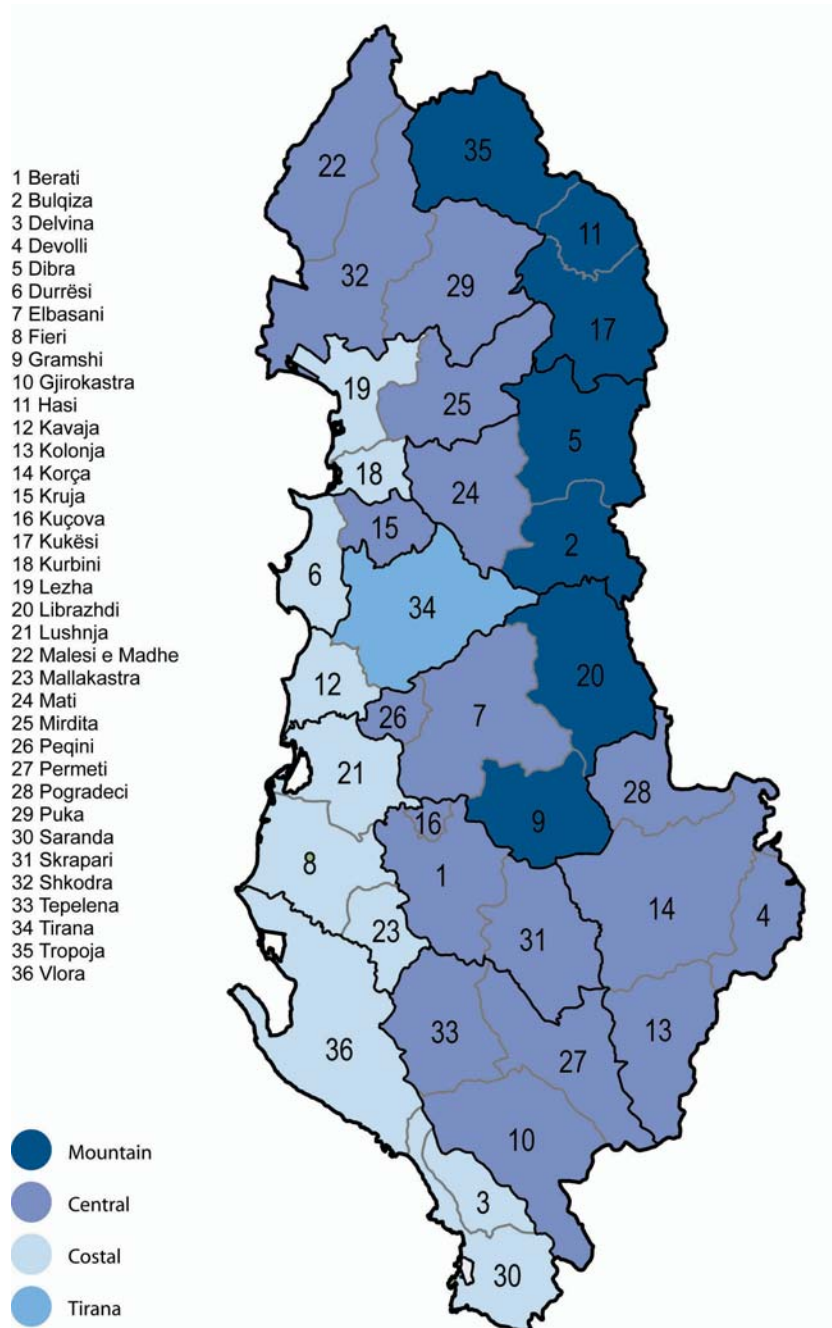 1 Berati
2 Bulqiza
3 Delvina
4 Devolli
5 Dibra
6 Durrësi
7 Elbasani
8 Fieri
9 Gramshi
10 Gjirokastra
11 Hasi
12 Kavaja
13 Kolonja
14 Korça
15 Kruja
16 Kuçova
17 Kukësi
18 Kurbini
19 Lezha
20 Librazhdi
21 Lushnja
22 Malesi e Madhe
23 Mallakastra
24 Mati
25 Mirdita
26 Peqini
27 Permeti
28 Pogradeci
29 Puka
30 Saranda
31 Skrapari
32 Shkodra
33 Tepelena
34 Tirana
35 Tropoja
36 Vlora
Mountain
Central
Costal
Tirana
35
22
11
32
29
17
19
25
5
18
24
15
2
6
34
12
20
26
7
21
28
16
9
8
1
14
4
23
31
33
13
36
27
10
3
30